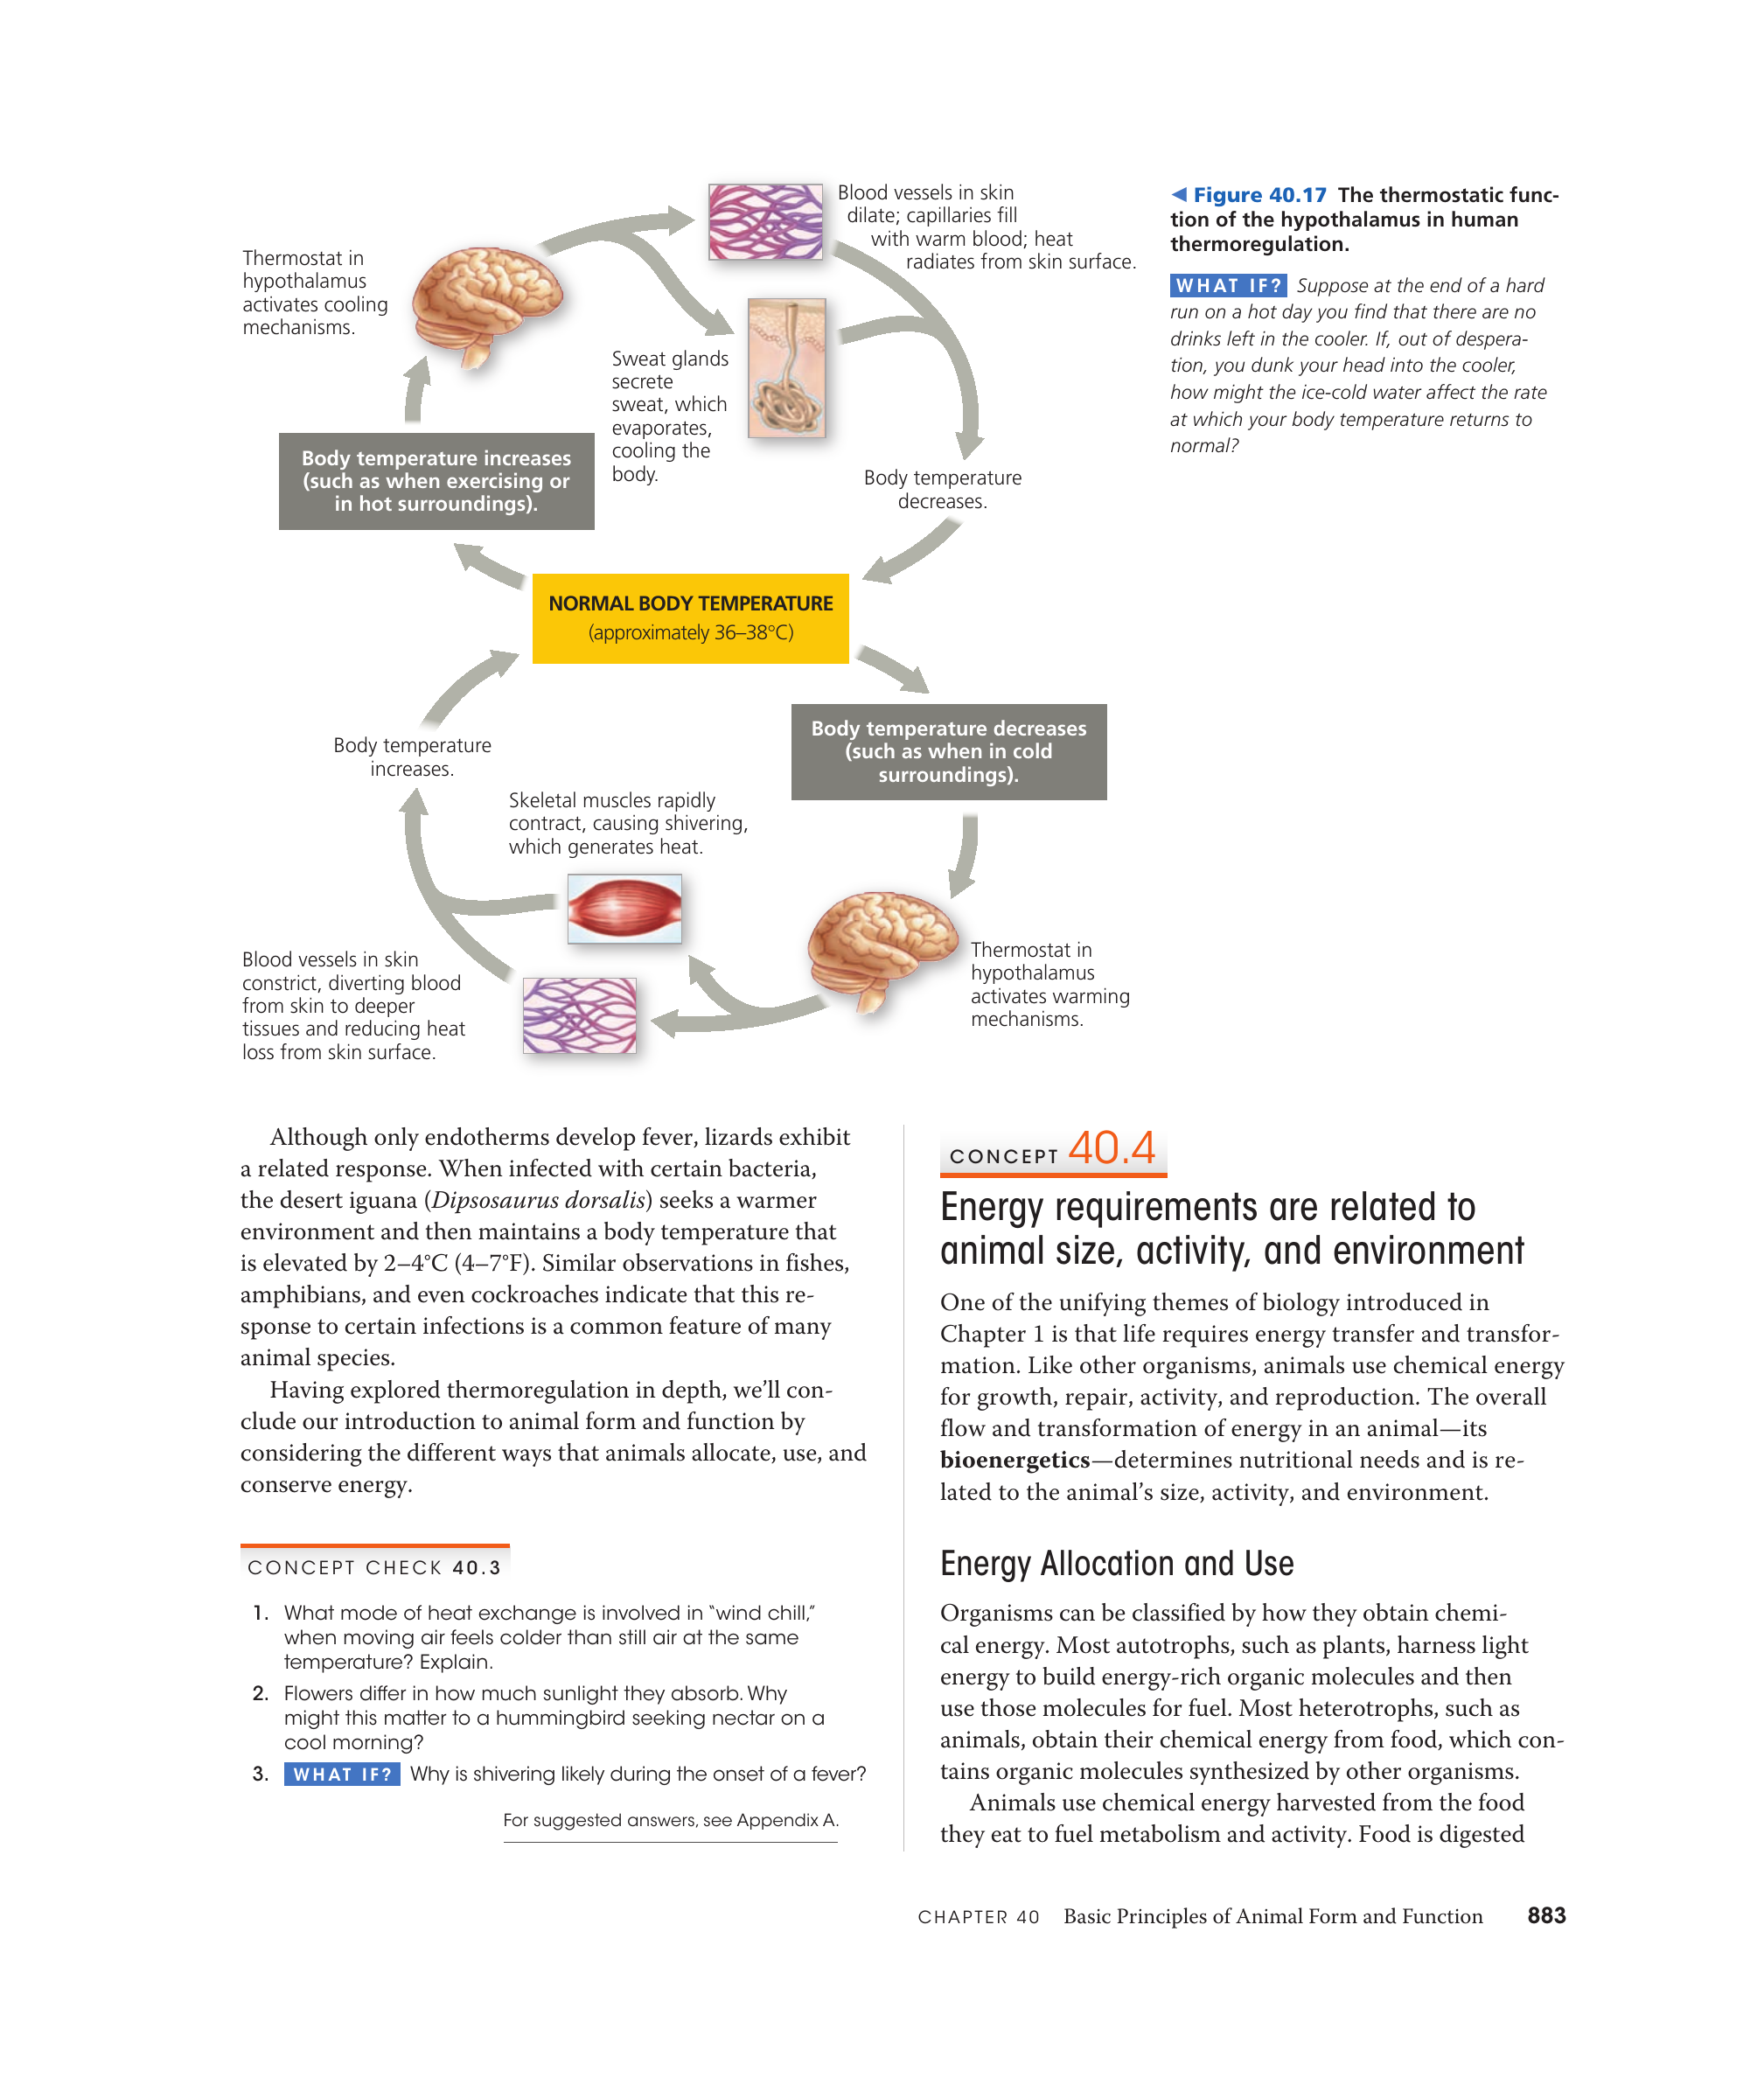 Blood vessels in skin
dilate; capillaries fill
with warm blood; heat
radiates from skin surface.
Thermostat in
hypothalamus
activates cooling
mechanisms.
Sweat glands
secrete
sweat, which
evaporates,
cooling the
body.
Body temperature increases
(such as when exercising or
in hot surroundings).
Body temperature
decreases.
NORMAL BODY TEMPERATURE
(approximately 36–38°C)
Body temperature decreases
(such as when in cold
surroundings).
Body temperature
increases.
Skeletal muscles rapidly
contract, causing shivering,
which generates heat.
Thermostat in
hypothalamus
activates warming
mechanisms.
Blood vessels in skin
constrict, diverting blood
from skin to deeper
tissues and reducing heat
loss from skin surface.
◀ Figure 40.17 The thermostatic func-
tion of the hypothalamus in human
thermoregulation.
WHAT IF? Suppose at the end of a hard
run on a hot day you find that there are no
drinks left in the cooler. If, out of despera-
tion, you dunk your head into the cooler,
how might the ice-cold water affect the rate
at which your body temperature returns to
normal?
Although only endotherms develop fever, lizards exhibit
a related response. When infected with certain bacteria,
the desert iguana (Dipsosaurus dorsalis) seeks a warmer
environment and then maintains a body temperature that
is elevated by 2–4°C (4–7°F). Similar observations in fishes,
amphibians, and even cockroaches indicate that this re-
sponse to certain infections is a common feature of many
animal species.
Having explored thermoregulation in depth, we’ll con-
clude our introduction to animal form and function by
considering the different ways that animals allocate, use, and
conserve energy.
CONCEPT CHECK 40.3
1. What mode of heat exchange is involved in “wind chill,”
when moving air feels colder than still air at the same
temperature? Explain.
2. Flowers differ in how much sunlight they absorb. Why
might this matter to a hummingbird seeking nectar on a
cool morning?
3. WHAT IF? Why is shivering likely during the onset of a fever?
For suggested answers, see Appendix A.
CONCEPT 40.4
Energy requirements are related to
animal size, activity, and environment
One of the unifying themes of biology introduced in
Chapter 1 is that life requires energy transfer and transfor-
mation. Like other organisms, animals use chemical energy
for growth, repair, activity, and reproduction. The overall
flow and transformation of energy in an animal—its
bioenergetics—determines nutritional needs and is re-
lated to the animal’s size, activity, and environment.
Energy Allocation and Use
Organisms can be classified by how they obtain chemi-
cal energy. Most autotrophs, such as plants, harness light
energy to build energy-rich organic molecules and then
use those molecules for fuel. Most heterotrophs, such as
animals, obtain their chemical energy from food, which con-
tains organic molecules synthesized by other organisms.
Animals use chemical energy harvested from the food
they eat to fuel metabolism and activity. Food is digested
CHAPTER 40 Basic Principles of Animal Form and Function 883